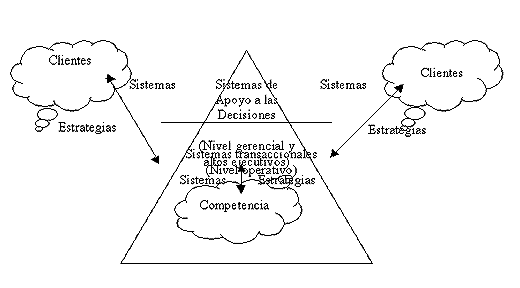 Clientes
Clientes
Sistemas
Sistemas de
Sistemas
Apoyo a las
Decisiones
Estrategias
Estrategias
(Nivel gerencial y
Sistemas transaccionales
altos ejecutivos)
(Nivel operativo)
Sistemas
Estrategias
Competencia